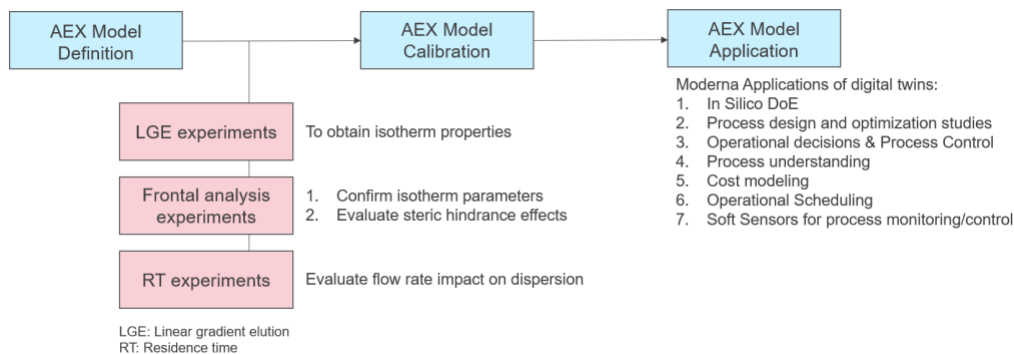 AEX Model
Definition
AEX Model
Calibration
AEX Model
Application
Moderna Applications of digital twins:
1. In Silico DoE
2. Process design and optimization studies
3. Operational decisions & Process Control
4. Process understanding
5. Cost modeling
6. Operational Scheduling
7. Soft Sensors for process monitoring/control
LGE experiments
To obtain isotherm properties
Frontal analysis
experiments
1. Confirm isotherm parameters
2. Evaluate steric hindrance effects
RT experiments
Evaluate flow rate impact on dispersion
LGE: Linear gradient elution
RT: Residence time